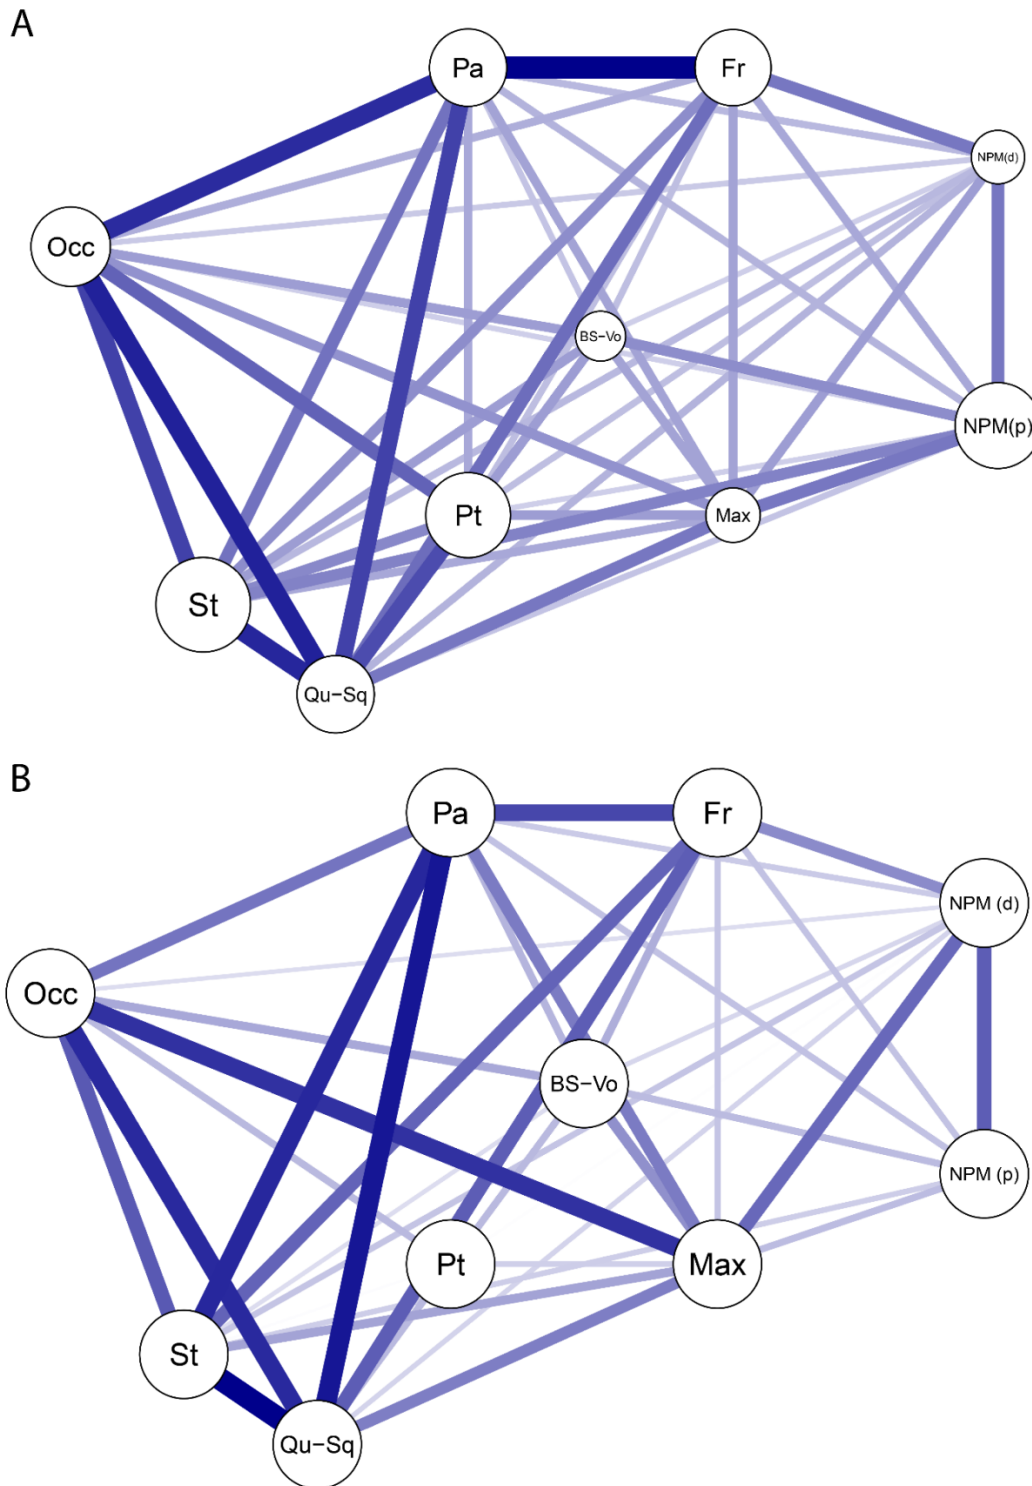 A
Pa
Fr
NPM(d)
Occ
BS−Vo
NPM(p)
Pt
Max
St
Qu−Sq
B
Pa
Fr
NPM (d)
Occ
BS−Vo
NPM (p)
Pt
Max
St
Qu−Sq